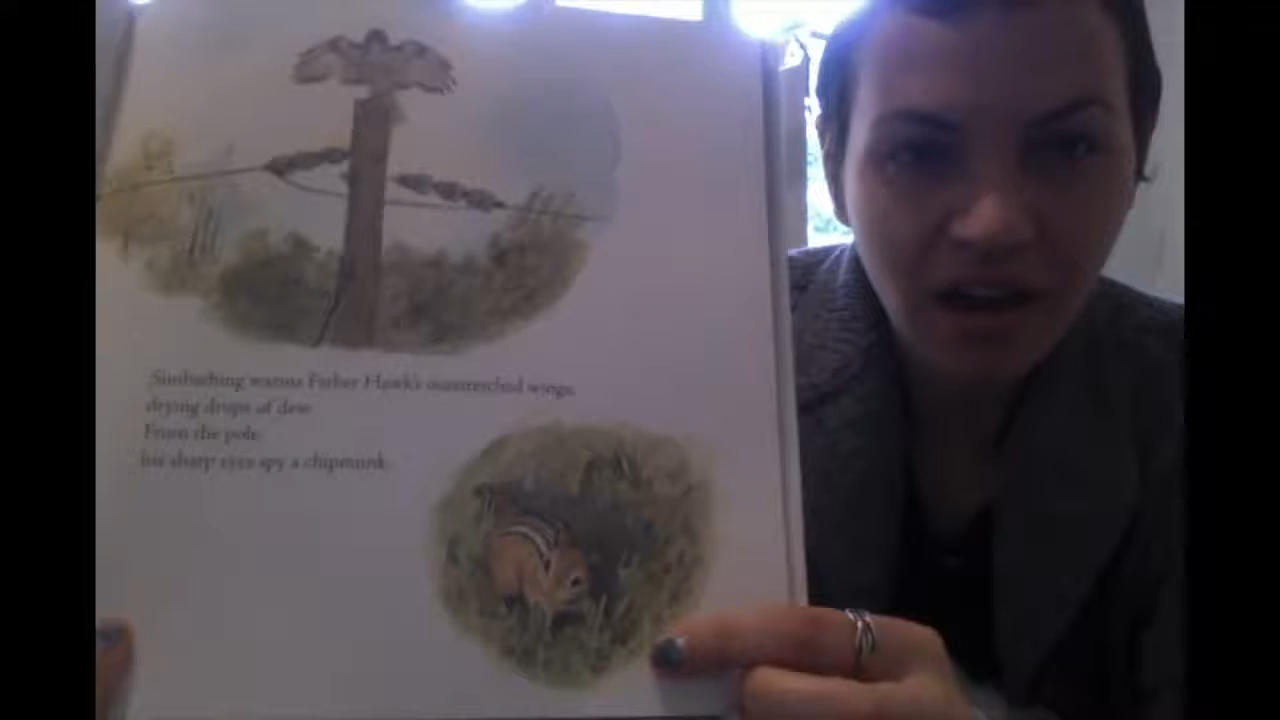 Sunbathing warms Father Hawk's outstretched wings,
drying drops of dew.
From the pole,
his sharp eyes spy a chipmunk.